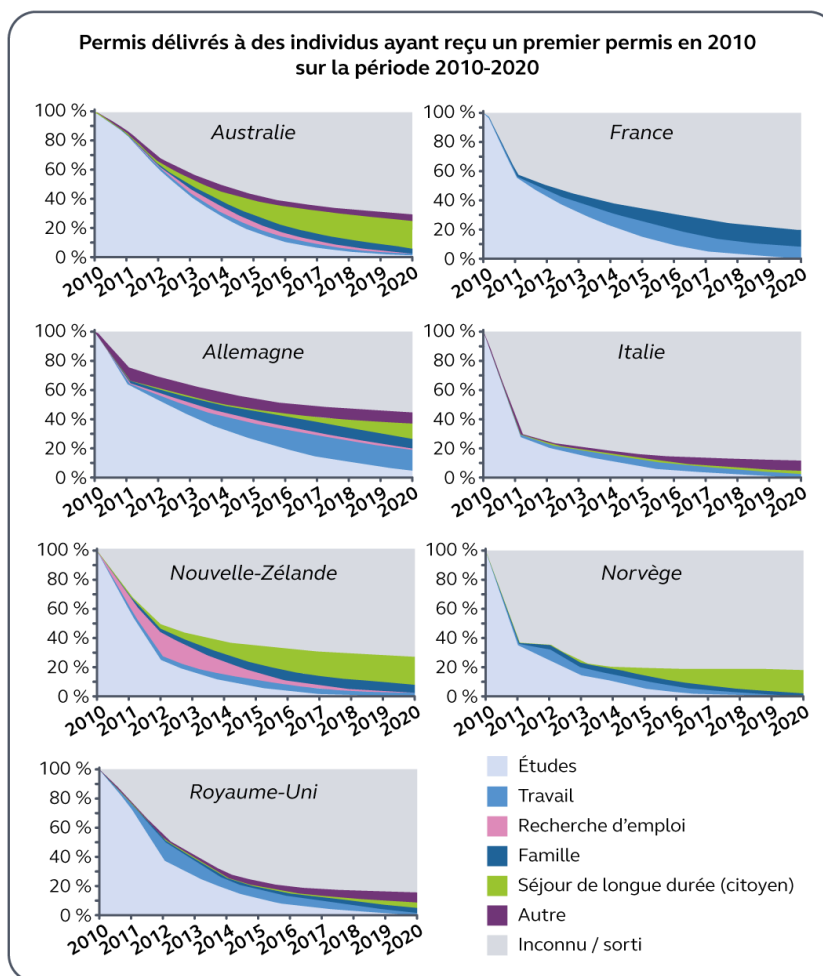 Permis délivrés à des individus ayant reçu un premier permis en 2010
sur la période 2010-2020
100 %
80 %
60 %
40 %
20 %
0 %
Australie
2010 2011 2012 2013 2014 2015 2016 2017 2018 2019 2020
100 %
80 %
60 %
40 %
20 %
0 %
France
2010 2011 2012 2013 2014 2015 2016 2017 2018 2019 2020
100 %
80 %
60 %
40 %
20 %
0 %
Allemagne
2010 2011 2012 2013 2014 2015 2016 2017 2018 2019 2020
100 %
80 %
60 %
40 %
20 %
0 %
Italie
2010 2011 2012 2013 2014 2015 2016 2017 2018 2019 2020
100 %
80 %
60 %
40 %
20 %
0 %
Nouvelle-Zélande
2010 2011 2012 2013 2014 2015 2016 2017 2018 2019 2020
100 %
80 %
60 %
40 %
20 %
0 %
Norvège
2010 2011 2012 2013 2014 2015 2016 2017 2018 2019 2020
100 %
80 %
60 %
40 %
20 %
0 %
Royaume-Uni
2010 2011 2012 2013 2014 2015 2016 2017 2018 2019 2020
Études
Travail
Recherche d'emploi
Famille
Séjour de longue durée (citoyen)
Autre
Inconnu / sorti